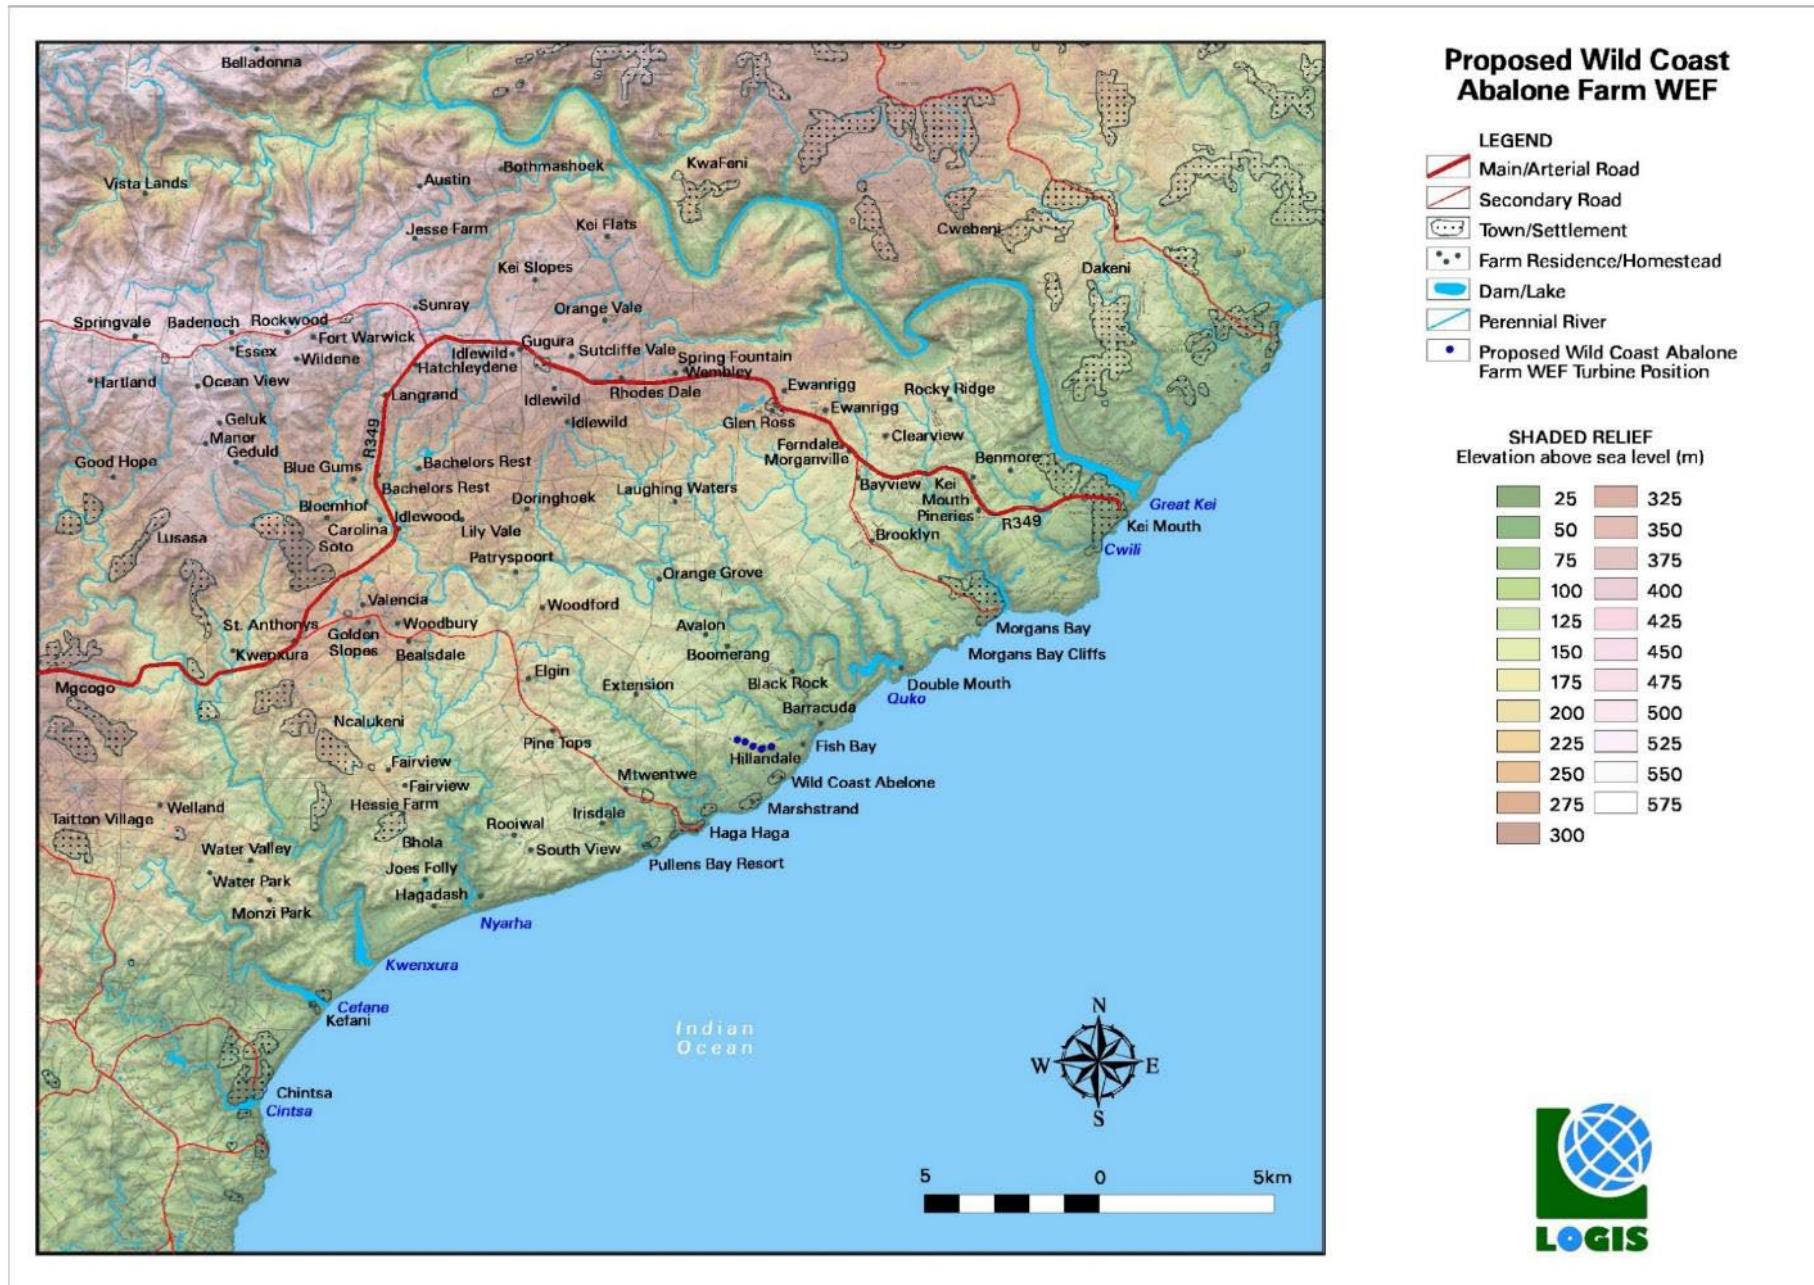 Proposed Wild Coast
Abalone Farm WEF
LEGEND
Main/Arterial Road
Secondary Road
Town/Settlement
Farm Residence/Homestead
Dam/Lake
Perennial River
Proposed Wild Coast Abalone
Farm WEF Turbine Position
SHADED RELIEF
Elevation above sea level (m)
25 325
50 350
75 375
100 400
125 425
150 450
175 475
200 500
225 525
250 550
275 575
300
Belladonna
Bothmashoek
KwaFeni
Vista Lands
Austin
Jesse Farm
Kei Flats
Cwebeni
Kei Slopes
Dakeni
Sunray
Orange Vale
Springvale
Badenoch
Rockwood
Fort Warwick
Essex
Wildene
Idlewild
Gugura
Sutcliffe Vale
Spring Fountain
Hatchleydene
Wembley
Hartland
Ocean View
Langrand
Idlewild
Rhodes Dale
Ewanrigg
Rocky Ridge
Ewanrigg
Geluk
R349
Idlewild
Glen Ross
Manor
Geduld
Clearview
Ferndale
Morganville
Good Hope
Blue Gums
Bachelors Rest
Benmore
Bachelors Rest
Doringhoek
Laughing Waters
Bayview
Kei
Mouth
Pineries
Great Kei
Bloemhof
Carolina
Idlewood
Lily Vale
R349
Kei Mouth
Lusasa
Soto
Brooklyn
Cwili
Patryspoort
Orange Grove
Valencia
Woodford
St. Anthonys
Golden
Slopes
Woodbury
Avalon
Morgans Bay
Kwenxura
Bealsdale
Boomerang
Morgans Bay Cliffs
Mgcogo
Elgin
Extension
Black Rock
Double Mouth
Quko
Barracuda
Ncalukeni
Pine Tops
Fish Bay
Hillandale
Fairview
Mtwentwe
Wild Coast Abelone
Fairview
Hessie Farm
Marshstrand
Welland
Taitton Village
Irisdale
Rooiwal
Haga Haga
Bhola
South View
Water Valley
Pullens Bay Resort
Joes Folly
Water Park
Hagadash
Monzi Park
Nyarha
Kwenxura
Cefane
Kefani
Indian
Ocean
Chintsa
Cintsa
N
W E
S
5 0 5km
LOGIS